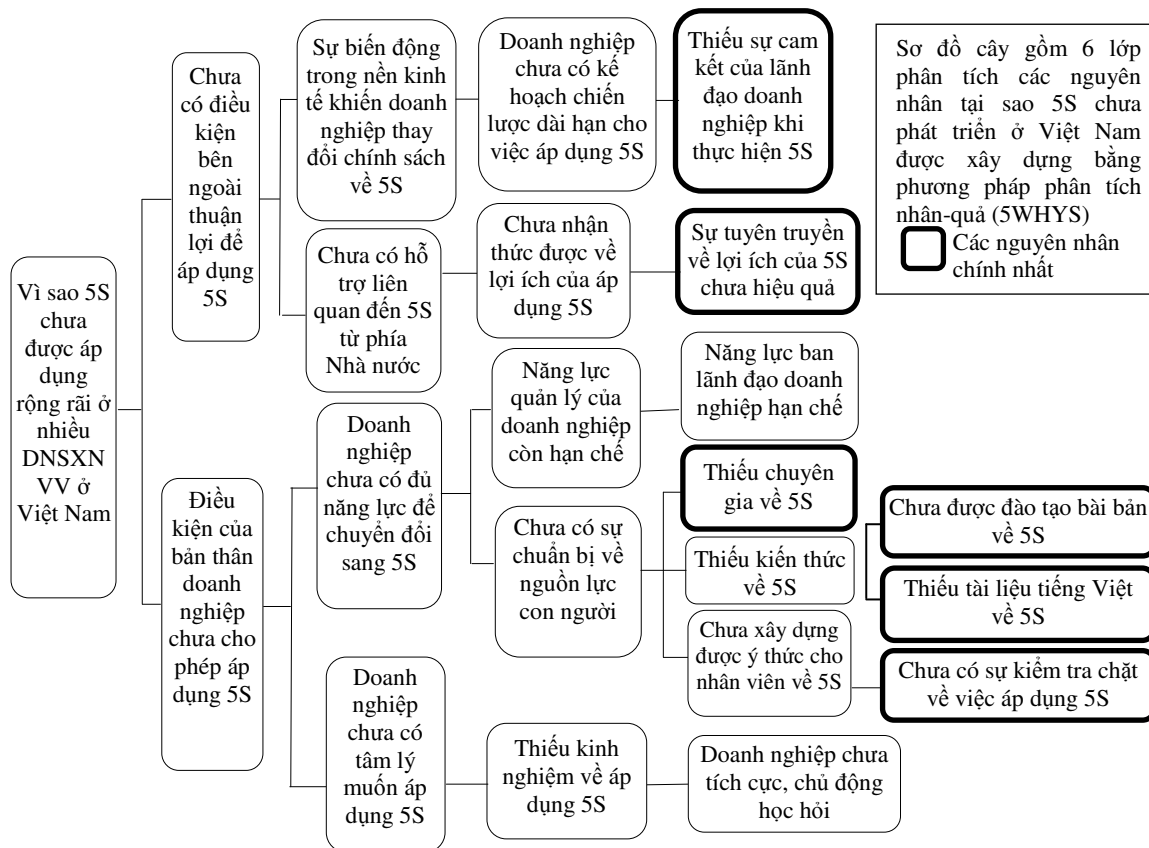 Vì sao 5S
chưa
được áp
dụng
rộng rãi ở
nhiều
DNSXN
VV ở
Việt Nam
Chưa
có điều
kiện
bên
ngoài
thuận
lợi để
áp dụng
5S
Điều
kiện của
bản thân
doanh
nghiệp
chưa cho
phép áp
dụng 5S
Sự biến động
trong nền kinh
tế khiến doanh
nghiệp thay
đổi chính sách
về 5S
Chưa có hỗ
trợ liên
quan đến 5S
từ phía
Nhà nước
Doanh
nghiệp
chưa có đủ
năng lực để
chuyển đổi
sang 5S
Doanh
nghiệp
chưa có
tâm lý
muốn áp
dụng 5S
Doanh nghiệp
chưa có kế
hoạch chiến
lược dài hạn cho
việc áp dụng 5S
Chưa nhận
thức được về
lợi ích của áp
dụng 5S
Năng lực
quản lý của
doanh nghiệp
còn hạn chế
Chưa có sự
chuẩn bị về
nguồn lực
con người
Thiếu kinh
nghiệm về áp
dụng 5S
Thiếu sự cam
kết của lãnh
đạo doanh
nghiệp khi
thực hiện 5S
Sự tuyên truyền
về lợi ích của 5S
chưa hiệu quả
Năng lực ban
lãnh đạo doanh
nghiệp hạn chế
Thiếu chuyên
gia về 5S
Thiếu kiến thức
về 5S
Chưa xây dựng
được ý thức cho
nhân viên về 5S
Doanh nghiệp chưa
tích cực, chủ động
học hỏi
Chưa được đào tạo bài bản
về 5S
Thiếu tài liệu tiếng Việt
về 5S
Chưa có sự kiểm tra chặt
về việc áp dụng 5S
Sơ đồ cây gồm 6 lớp
phân tích các nguyên
nhân tại sao 5S chưa
phát triển ở Việt Nam
được xây dựng bằng
phương pháp phân tích
nhân-quả (5WHYS)
Các nguyên nhân
chính nhất